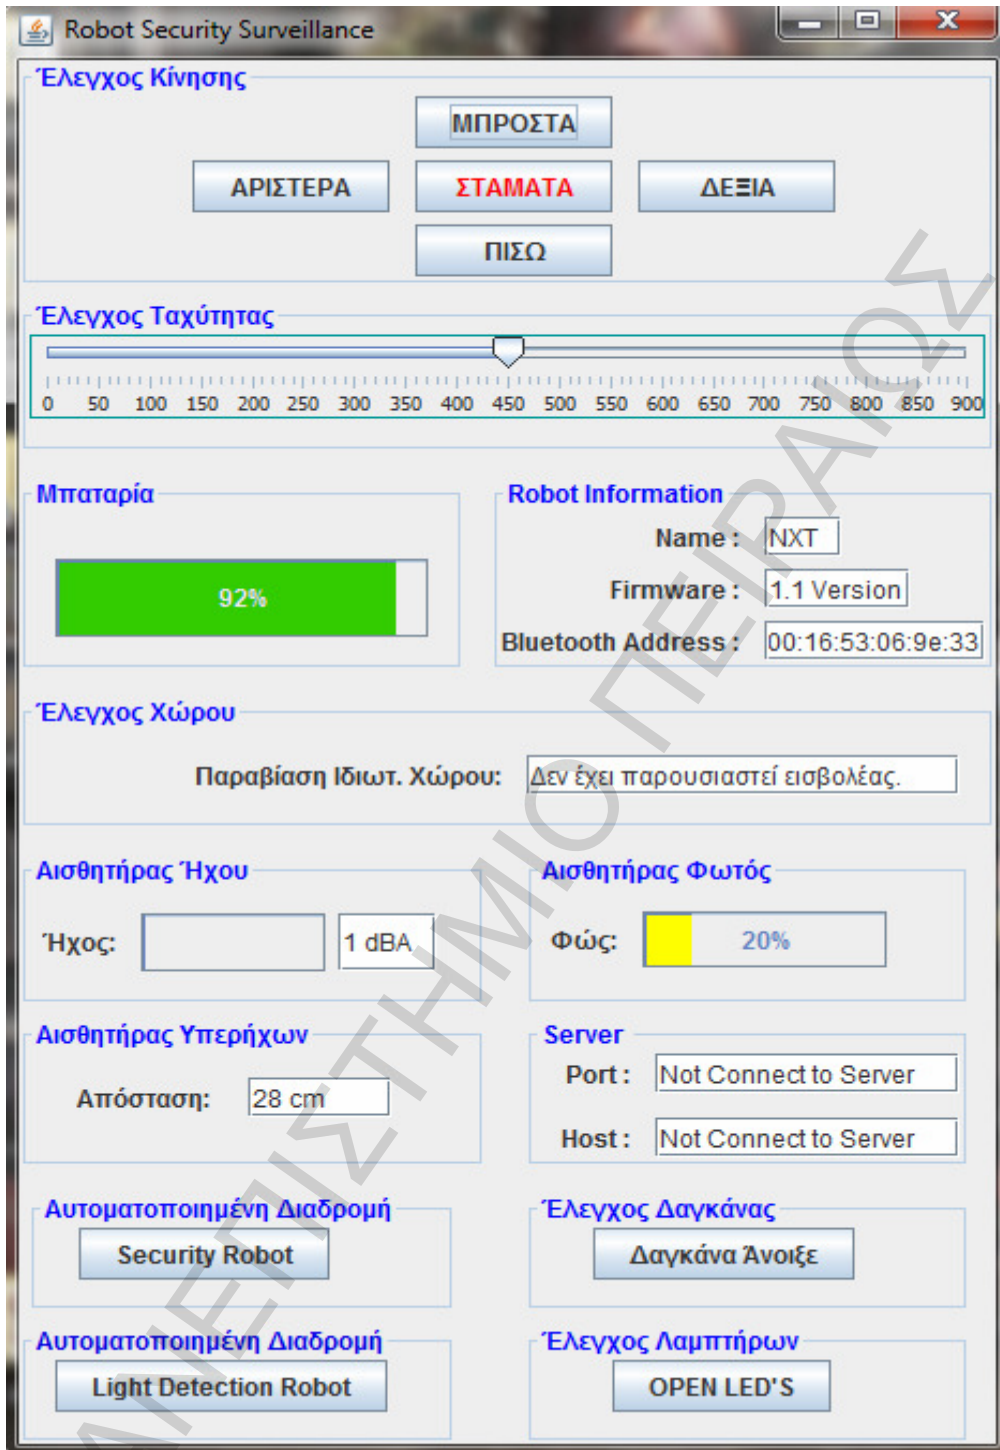 Robot Security Surveillance
Έλεγχος Κίνησης
ΜΠΡΟΣΤΑ
ΑΡΙΣΤΕΡΑ ΣΤΑΜΑΤΑ ΔΕΞΙΑ
ΠΙΣΩ
Έλεγχος Ταχύτητας
0 50 100 150 200 250 300 350 400 450 500 550 600 650 700 750 800 850 900
Μπαταρία
92%
Robot Information
Name : NXT
Firmware : 1.1 Version
Bluetooth Address : 00:16:53:06:9e:33
Έλεγχος Χώρου
Παραβίαση Ιδιωτ. Χώρου: Δεν έχει παρουσιαστεί εισβολέας.
Αισθητήρας Ήχου
Ήχος: 1 dBA
Αισθητήρας Φωτός
Φώς: 20%
Αισθητήρας Υπερήχων
Απόσταση: 28 cm
Server
Port : Not Connect to Server
Host : Not Connect to Server
Αυτοματοποιημένη Διαδρομή
Security Robot
Έλεγχος Δαγκάνας
Δαγκάνα Άνοιξε
Αυτοματοποιημένη Διαδρομή
Light Detection Robot
Έλεγχος Λαμπτήρων
OPEN LED'S
ΑΝΕΠΙΣΤΗΜΙΟ ΠΕΙΡΑΙΩΣ